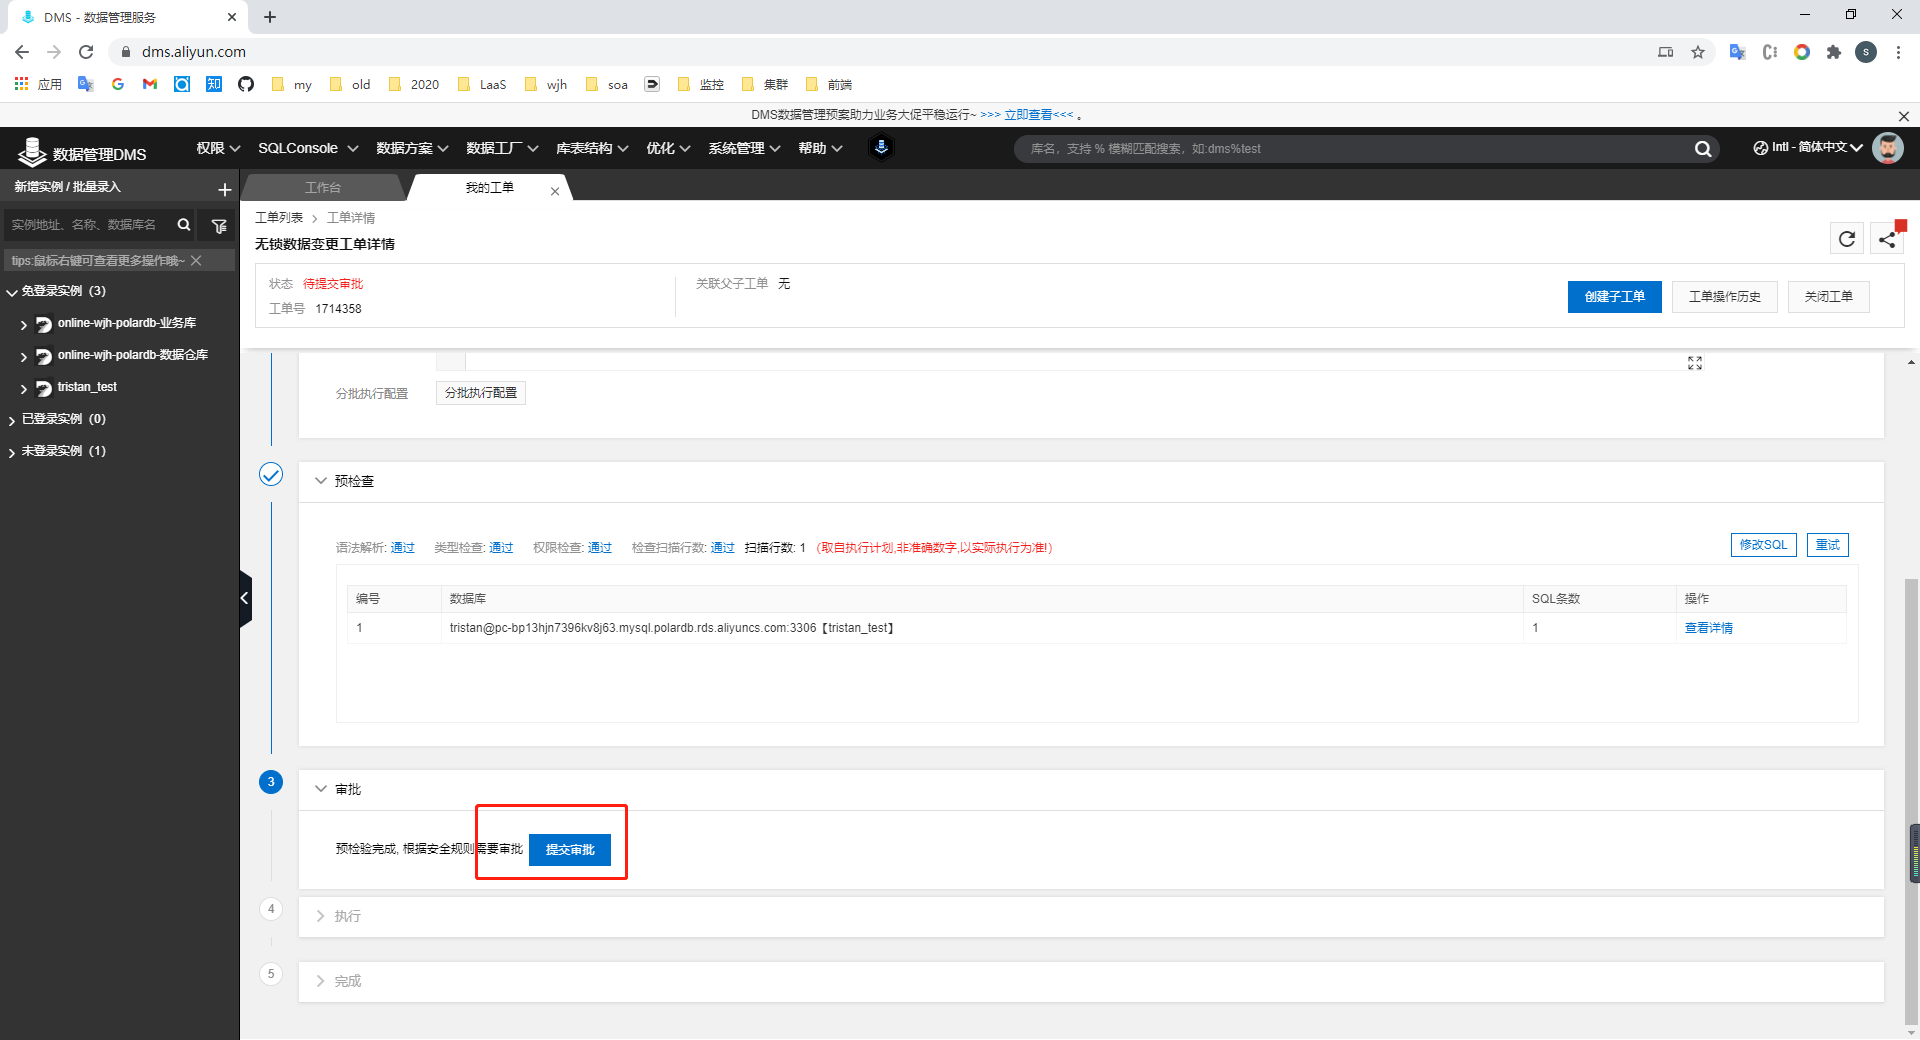 DMS - 数据管理服务
dms.aliyun.com
S
应用 my old 2020 LaaS wjh soa 监控 集群 前端
DMS数据管理预案助力业务大促平稳运行~ >>> 立即查看<<< 。
数据管理DMS 权限 SQLConsole 数据方案 数据工厂 库表结构 优化 系统管理 帮助 库名，支持 % 模糊匹配搜索，如:dms%test Intl - 简体中文
新增实例 / 批量录入
实例地址、名称、数据库名
tips:鼠标右键可查看更多操作哦~
免登录实例（3）
online-wjh-polardb-业务库
online-wjh-polardb-数据仓库
tristan_test
已登录实例（0）
未登录实例（1）
工作台 我的工单
工单列表 > 工单详情
无锁数据变更工单详情
状态 待提交审批 关联父子工单 无
工单号 1714358
创建子工单 工单操作历史 关闭工单
分批执行配置 分批执行配置
预检查
语法解析: 通过 类型检查: 通过 权限检查: 通过 检查扫描行数: 通过 扫描行数: 1 (取自执行计划,非准确数字,以实际执行为准!)
修改SQL 重试
编号 数据库 SQL条数 操作
1 tristan@pc-bp13hjn7396kv8j63.mysql.polardb.rds.aliyuncs.com:3306【tristan_test】 1 查看详情
3 审批
预检验完成, 根据安全规则需要审批 提交审批
4 执行
5 完成